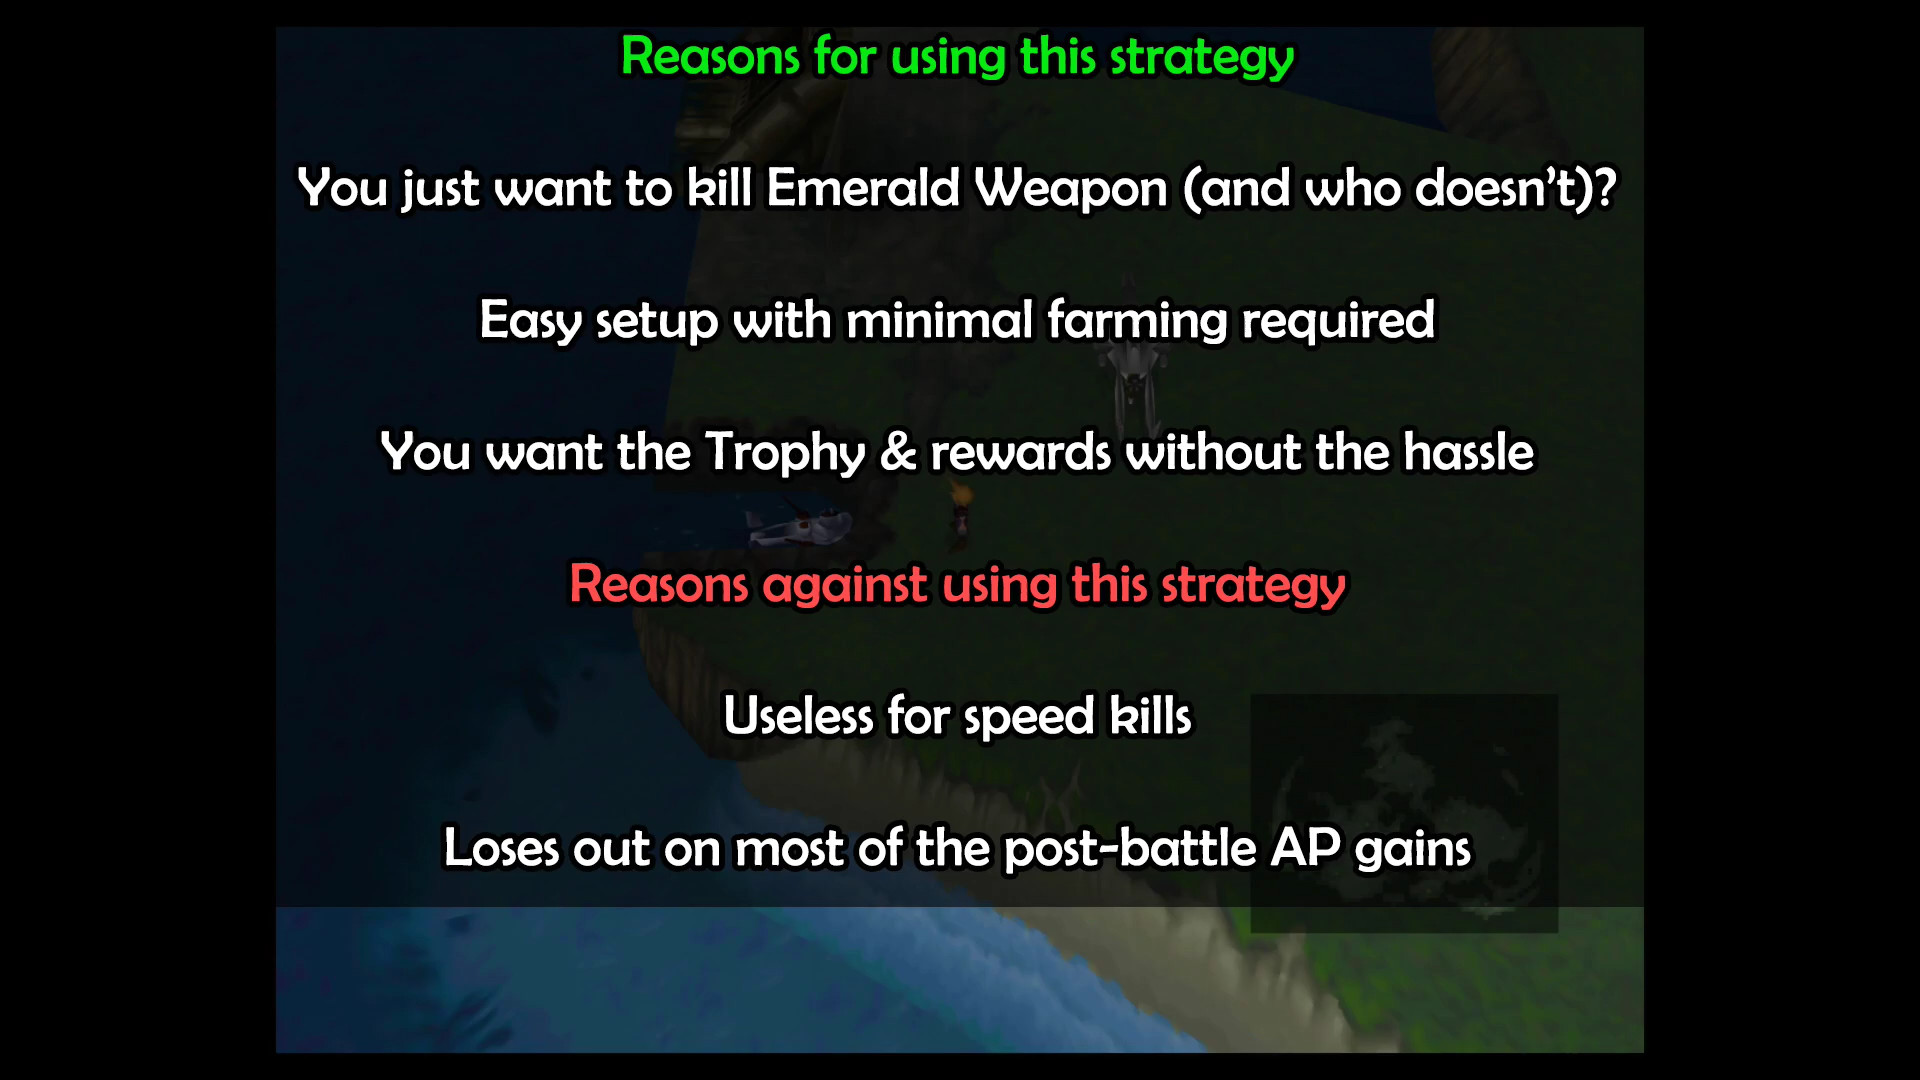 Reasons for using this strategy
You just want to kill Emerald Weapon (and who doesn't)?
Easy setup with minimal farming required
You want the Trophy & rewards without the hassle
Reasons against using this strategy
Useless for speed kills
Loses out on most of the post-battle AP gains